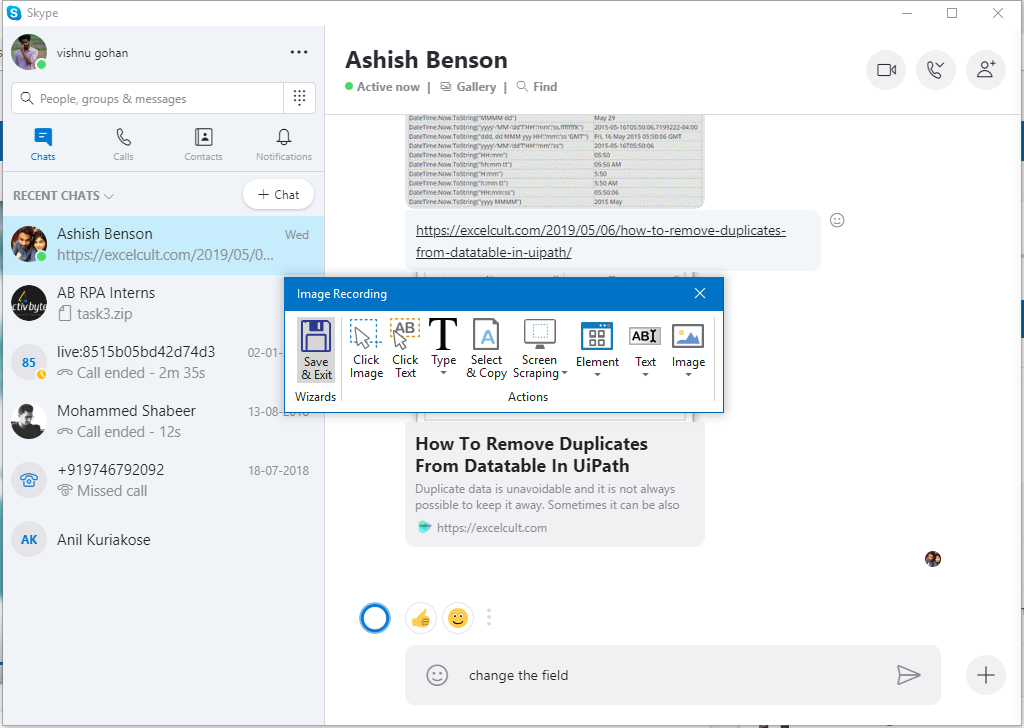 Skype
vishnu gohan
People, groups & messages
Chats
Calls
Contacts
Notifications
RECENT CHATS
Chat
Ashish Benson
Wed
https://excelcult.com/2019/05/0...
AB RPA Interns
task3.zip
85
live:8515b05bd42d74d3
02-01-
Call ended - 2m 35s
Mohammed Shabeer
13-08-2018
Call ended - 12s
+919746792092
18-07-2018
Missed call
AK
Anil Kuriakose
Ashish Benson
Active now | Gallery | Find
DateTime.Now.ToString("MMMM dd") May 29
DateTime.Now.ToString("yyyy'-'MM'-'dd'T'HH':'mm':'ss.fffffffK") 2015-05-16T05:50:06.7199222-04:00
DateTime.Now.ToString("ddd, dd MMM yyy HH':'mm':'ss 'GMT'") Fri, 16 May 2015 05:50:06 GMT
DateTime.Now.ToString("yyyy'-'MM'-'dd'T'HH':'mm':'ss") 2015-05-16T05:50:06
DateTime.Now.ToString("HH:mm") 05:50
DateTime.Now.ToString("hh:mm tt") 05:50 AM
DateTime.Now.ToString("H:mm") 5:50
DateTime.Now.ToString("h:mm tt") 5:50 AM
DateTime.Now.ToString("HH:mm:ss") 05:50:06
DateTime.Now.ToString("yyyy MMMM") 2015 May
https://excelcult.com/2019/05/06/how-to-remove-duplicates-
from-datatable-in-uipath/
Image Recording
Save
& Exit
Wizards
Click
Image
AB
Click
Text
T
Type
A
Select
& Copy
Screen
Scraping
Element
AB
Text
Image
Actions
How To Remove Duplicates
From Datatable In UiPath
Duplicate data is unavoidable and it is not always
possible to keep it away. Sometimes it can be also
https://excelcult.com
change the field